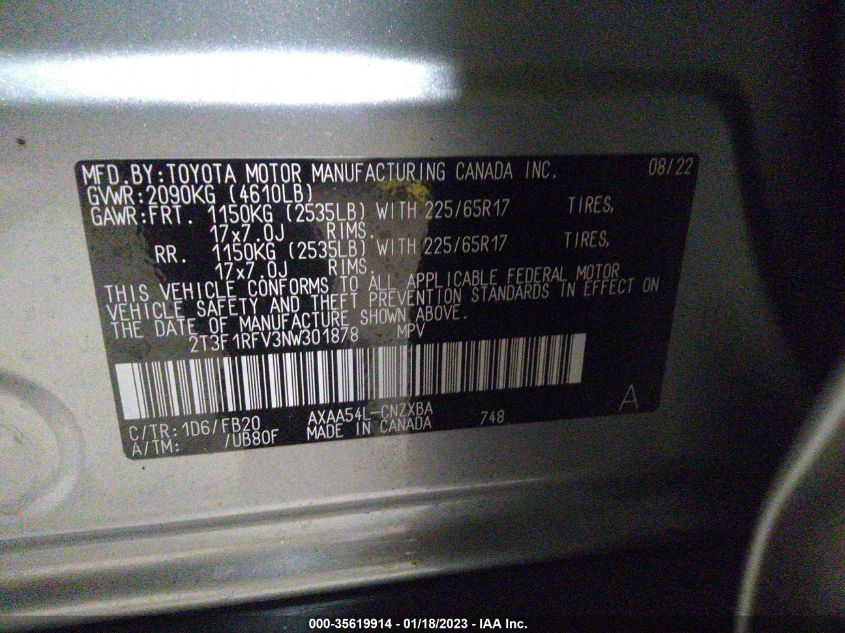 MFD.BY:TOYOTA MOTOR MANUFACTURING CANADA INC. 08/22
GVWR:2090KG (4610LB)
GAWR:FRT. 1150KG (2535LB) WITH 225/65R17 TIRES,
17x7.0J RIMS.
RR. 1150KG (2535LB) WITH 225/65R17 TIRES,
17x7.0J RIMS.
THIS VEHICLE CONFORMS TO ALL APPLICABLE FEDERAL MOTOR
VEHICLE SAFETY AND THEFT PREVENTION STANDARDS IN EFFECT ON
THE DATE OF MANUFACTURE SHOWN ABOVE.
2T3F1RFV3NW301878 MPV
C/TR:1D6/FB20 AXAA54L-CNZXBA 748 A
A/TM: /UB80F MADE IN CANADA
000-35619914 - 01/18/2023 - IAA Inc.